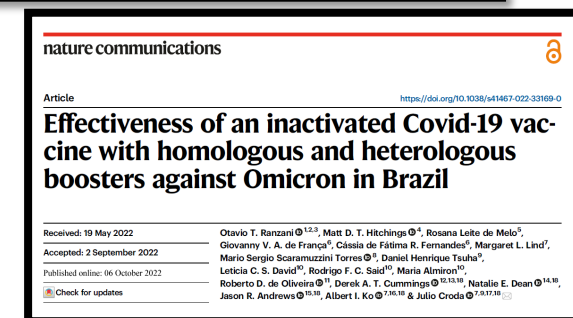 nature communications
Article
https://doi.org/10.1038/s41467-022-33169-0
Effectiveness of an inactivated Covid-19 vac-
cine with homologous and heterologous
boosters against Omicron in Brazil
Received: 19 May 2022
Accepted: 2 September 2022
Published online: 06 October 2022
Check for updates
Otavio T. Ranzani 1,2,3, Matt D. T. Hitchings 4, Rosana Leite de Melo5,
Giovanny V. A. de França6, Cássia de Fátima R. Fernandes6, Margaret L. Lind7,
Mario Sergio Scaramuzzini Torres 8, Daniel Henrique Tsuha9,
Leticia C. S. David10, Rodrigo F. C. Said10, Maria Almiron10,
Roberto D. de Oliveira 11, Derek A. T. Cummings 12,13,18, Natalie E. Dean 14,18,
Jason R. Andrews 15,18, Albert I. Ko 7,16,18 & Julio Croda 7,9,17,18